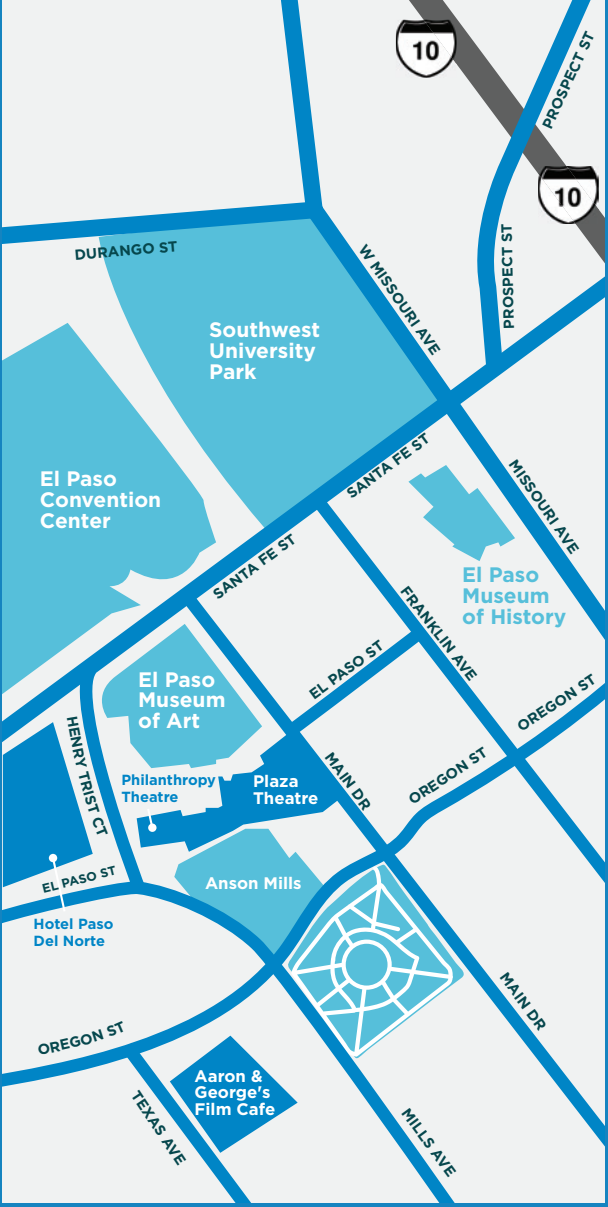 10
PROSPECT ST
10
PROSPECT ST
DURANGO ST
W MISSOURI AVE
Southwest
University
Park
El Paso
Convention
Center
SANTA FE ST
MISSOURI AVE
SANTA FE ST
El Paso
Museum
of History
FRANKLIN AVE
EL PASO ST
El Paso
Museum
of Art
OREGON ST
HENRY TRIST CT
Philanthropy
Theatre
Plaza
Theatre
MAIN DR
OREGON ST
EL PASO ST
Anson Mills
Hotel Paso
Del Norte
MAIN DR
OREGON ST
Aaron &
George's
Film Cafe
TEXAS AVE
MILLS AVE